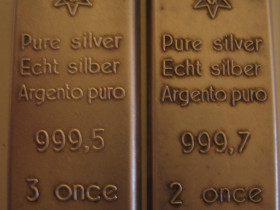 Pure silver
Echt silber
Argento puro
999,5
3 once
Pure silver
Echt silber
Argento puro
999,7
2 once